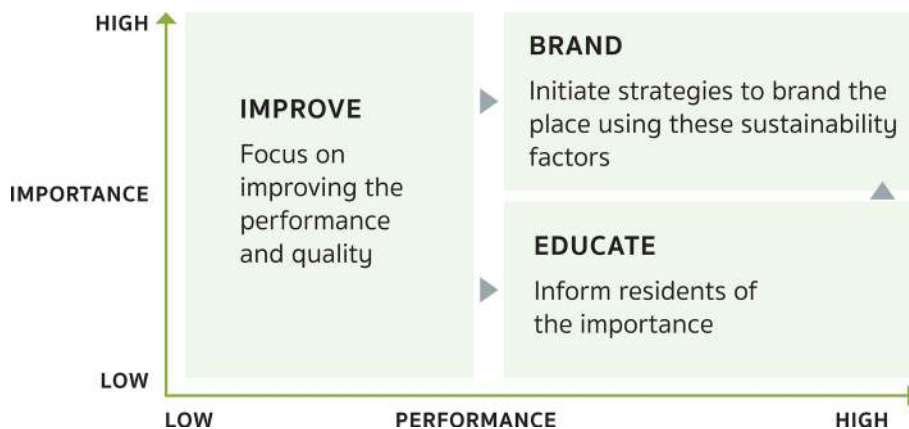 HIGH
IMPORTANCE
LOW
IMPROVE
Focus on
improving the
performance
and quality
BRAND
Initiate strategies to brand the
place using these sustainability
factors
EDUCATE
Inform residents of
the importance
LOW
PERFORMANCE
HIGH